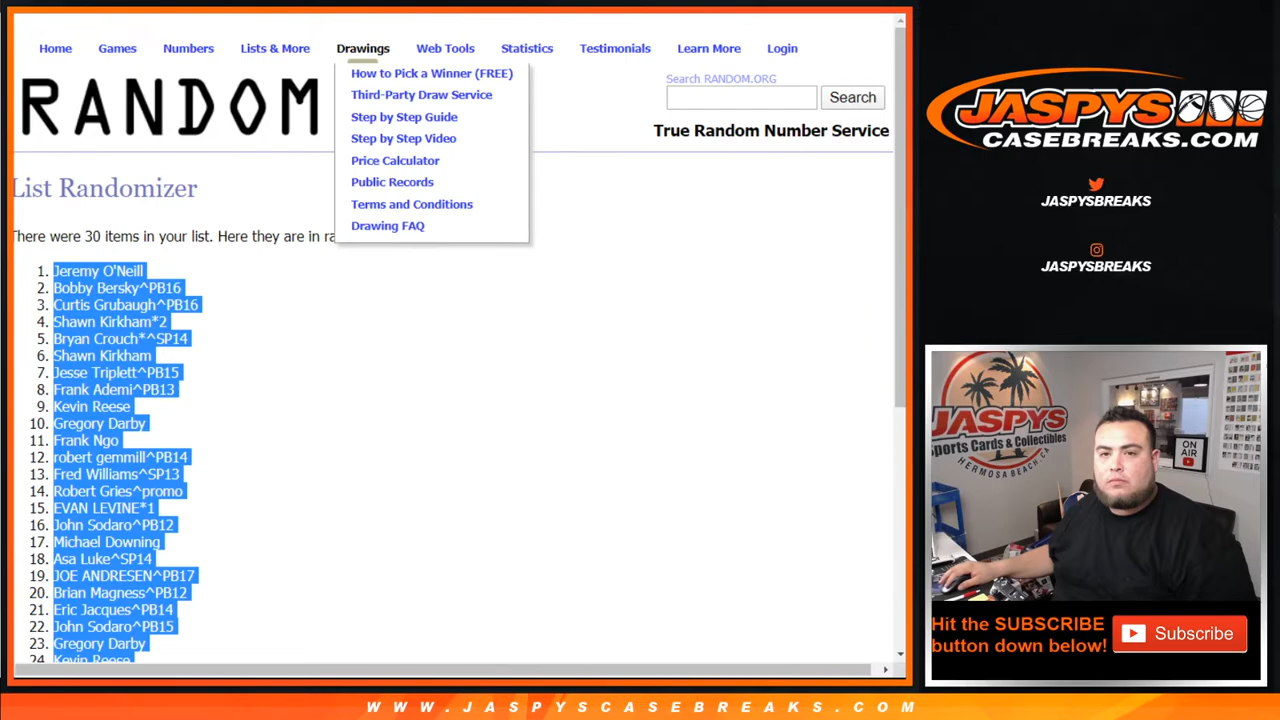 Home Games Numbers Lists & More Drawings Web Tools Statistics Testimonials Learn More Login
How to Pick a Winner (FREE)
Third-Party Draw Service
Step by Step Guide
Step by Step Video
Price Calculator
Public Records
Terms and Conditions
Drawing FAQ
RANDOM
Search RANDOM.ORG
Search
True Random Number Service
List Randomizer
There were 30 items in your list. Here they are in ra
1. Jeremy O'Neill
2. Bobby Bersky^PB16
3. Curtis Grubaugh^PB16
4. Shawn Kirkham*2
5. Bryan Crouch*^SP14
6. Shawn Kirkham
7. Jesse Triplett^PB15
8. Frank Ademi^PB13
9. Kevin Reese
10. Gregory Darby
11. Frank Ngo
12. robert gemmill^PB14
13. Fred Williams^SP13
14. Robert Gries^promo
15. EVAN LEVINE*1
16. John Sodaro^PB12
17. Michael Downing
18. Asa Luke^SP14
19. JOE ANDRESEN^PB17
20. Brian Magness^PB12
21. Eric Jacques^PB14
22. John Sodaro^PB15
23. Gregory Darby
24. Kevin Reese
JASPYS
CASEBREAKS.COM
JASPYSBREAKS
JASPYSBREAKS
JASPYS
Sports Cards & Collectibles
HERMOSA BEACH, CA
ON AIR
Hit the SUBSCRIBE
button down below!
Subscribe
WWW.JASPYSCASEBREAKS.COM